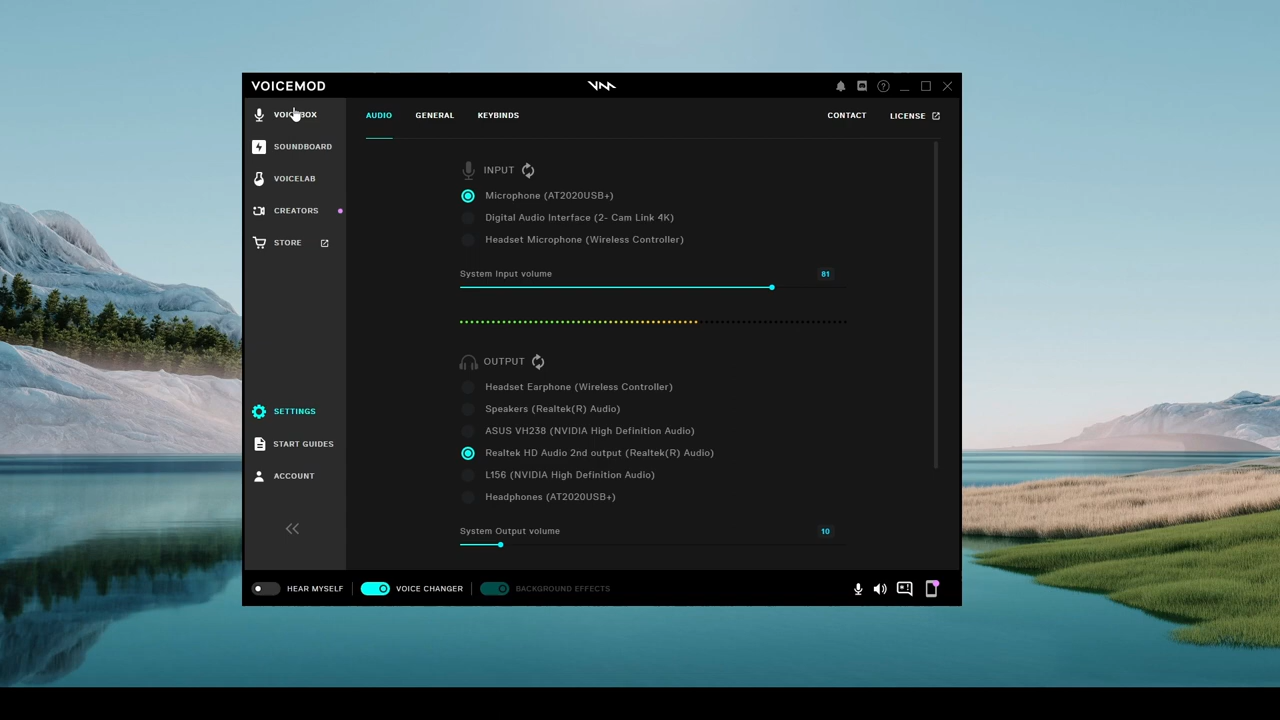 VOICEMOD
VOICEBOX
SOUNDBOARD
VOICELAB
CREATORS
STORE
SETTINGS
START GUIDES
ACCOUNT
AUDIO GENERAL KEYBINDS CONTACT LICENSE
INPUT
Microphone (AT2020USB+)
Digital Audio Interface (2- Cam Link 4K)
Headset Microphone (Wireless Controller)
System Input volume 81
OUTPUT
Headset Earphone (Wireless Controller)
Speakers (Realtek(R) Audio)
ASUS VH238 (NVIDIA High Definition Audio)
Realtek HD Audio 2nd output (Realtek(R) Audio)
L156 (NVIDIA High Definition Audio)
Headphones (AT2020USB+)
System Output volume 10
HEAR MYSELF VOICE CHANGER BACKGROUND EFFECTS